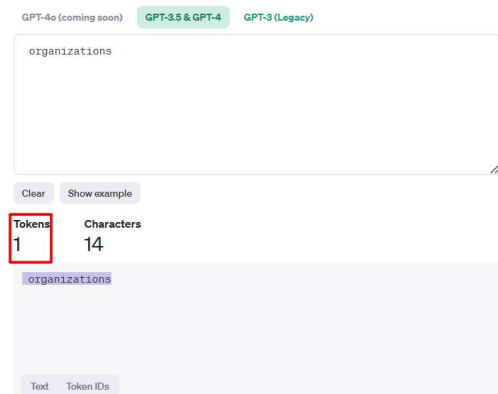 GPT-4o (coming soon) GPT-3.5 & GPT-4 GPT-3 (Legacy)
organizations
Clear Show example
Tokens Characters
1 14
organizations
Text Token IDs